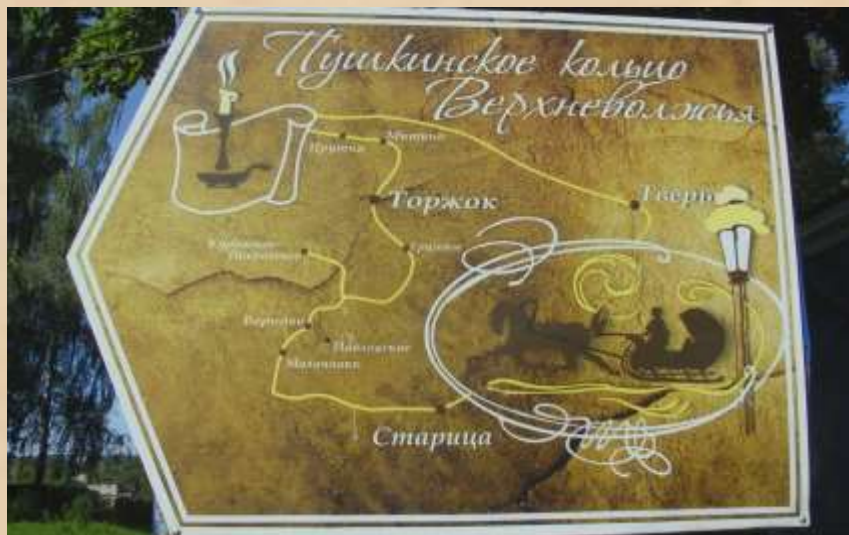 Пушкинское кольцо
Верхневолжья
Прутня
Митино
Торжок
Тверь
Грузины
Курово-
Покровское
Берново
Павловское
Малинники
Старица